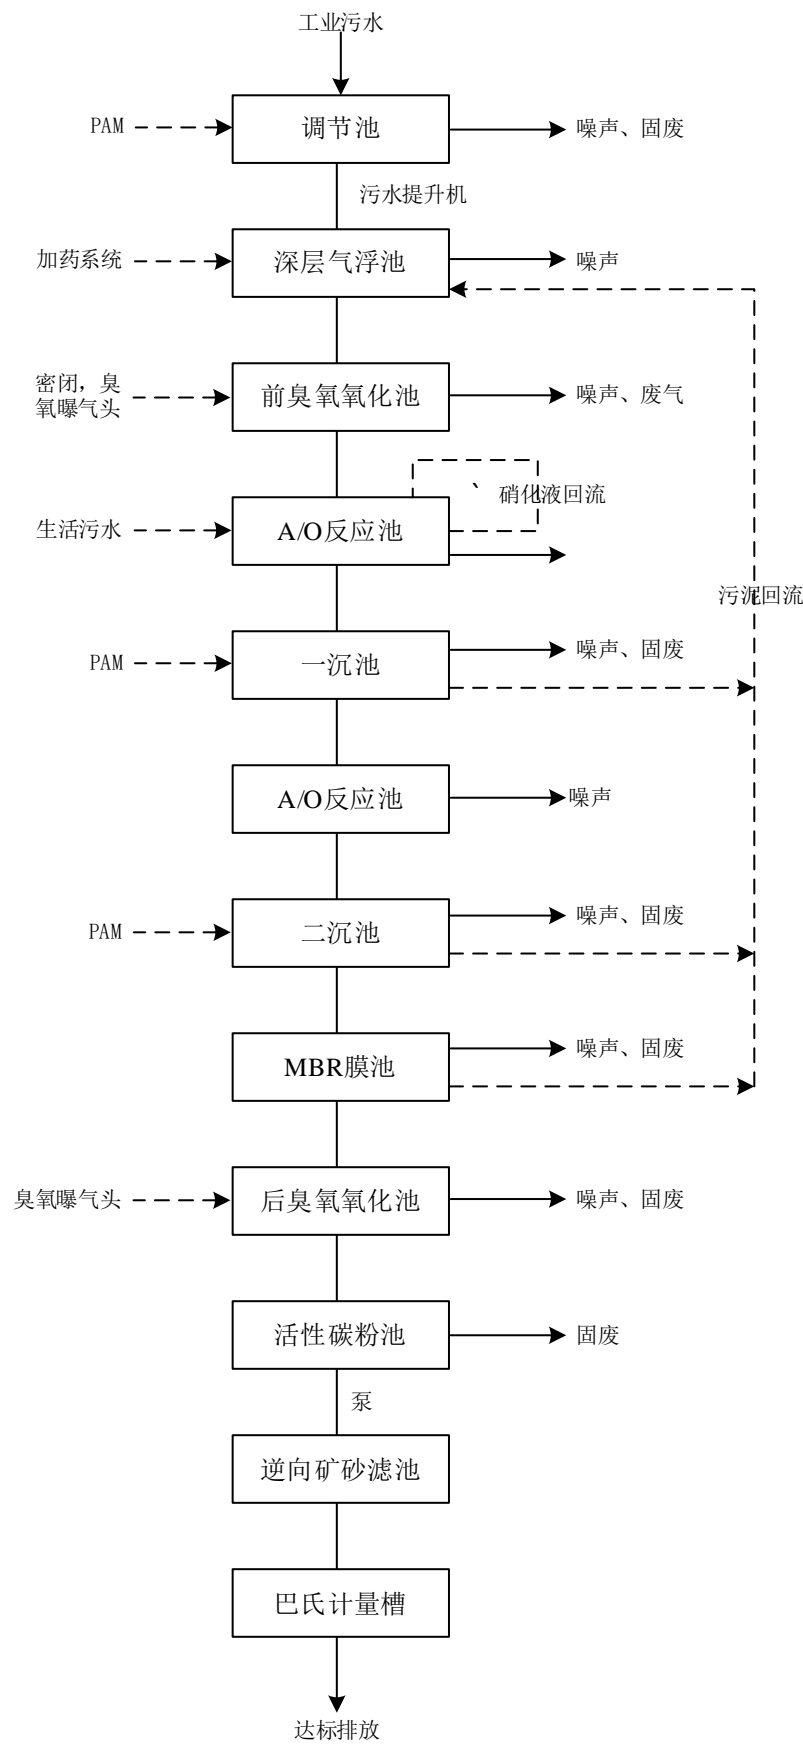 工业污水
PAM
调节池
噪声、固废
污水提升机
加药系统
深层气浮池
噪声
密闭，臭
氧曝气头
前臭氧氧化池
噪声、废气
、硝化液回流
生活污水
A/O反应池
污泥回流
PAM
一沉池
噪声、固废
A/O反应池
噪声
PAM
二沉池
噪声、固废
MBR膜池
噪声、固废
臭氧曝气头
后臭氧氧化池
噪声、固废
活性碳粉池
固废
泵
逆向矿砂滤池
巴氏计量槽
达标排放